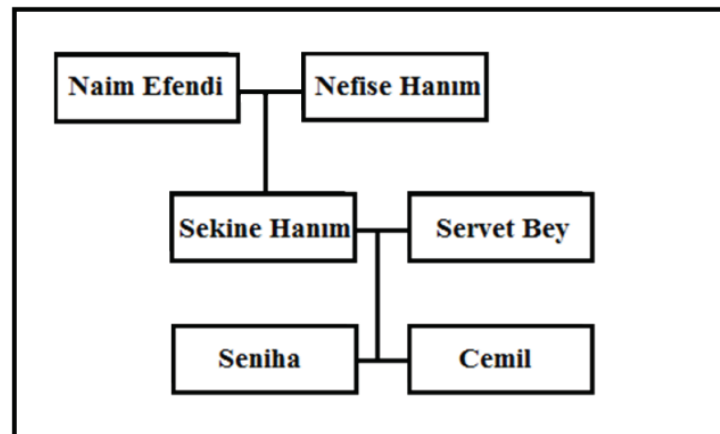 Naim Efendi
Nefise Hanım
Sekine Hanım
Servet Bey
Seniha
Cemil